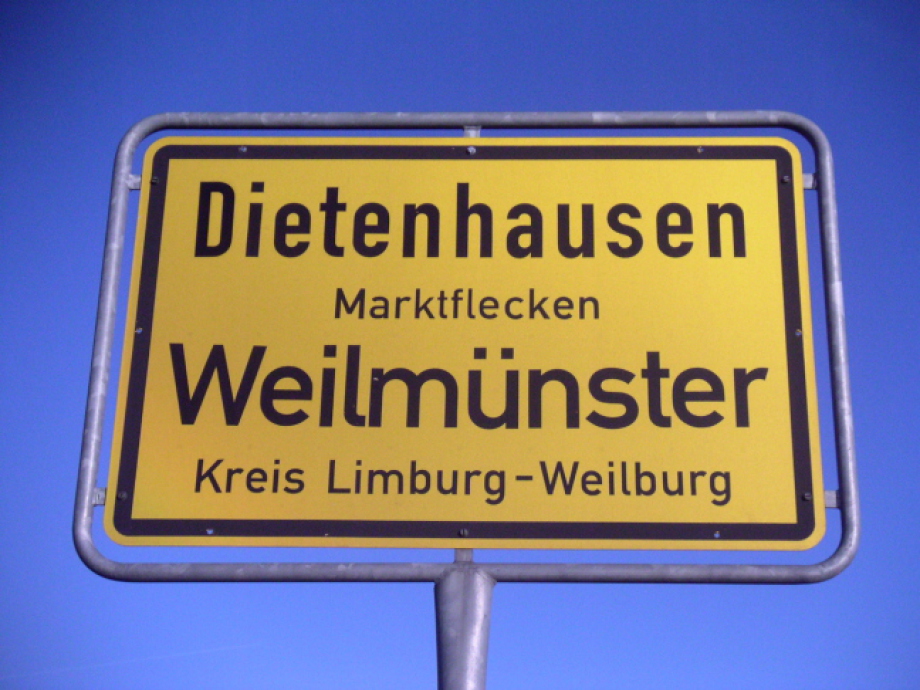 Dietenhausen
Marktflecken
Weilmünster
Kreis Limburg-Weilburg